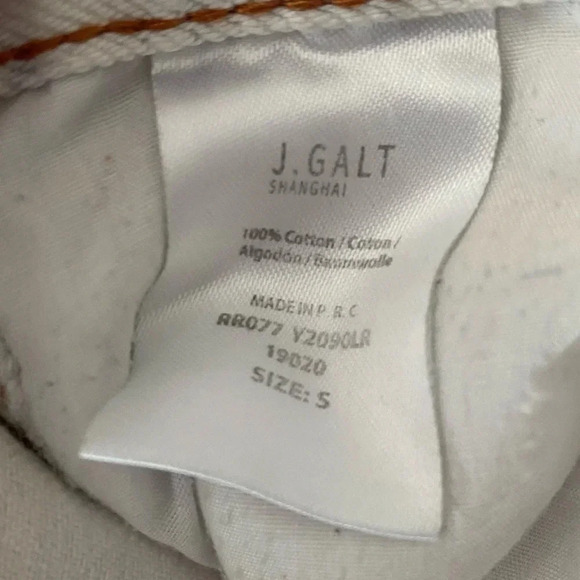 J.GALT
SHANGHAI
100% Cotton / Coton /
Algodón / Baumwolle
MADE IN P. R. C
RR077 Y2090LR
19020
SIZE: S